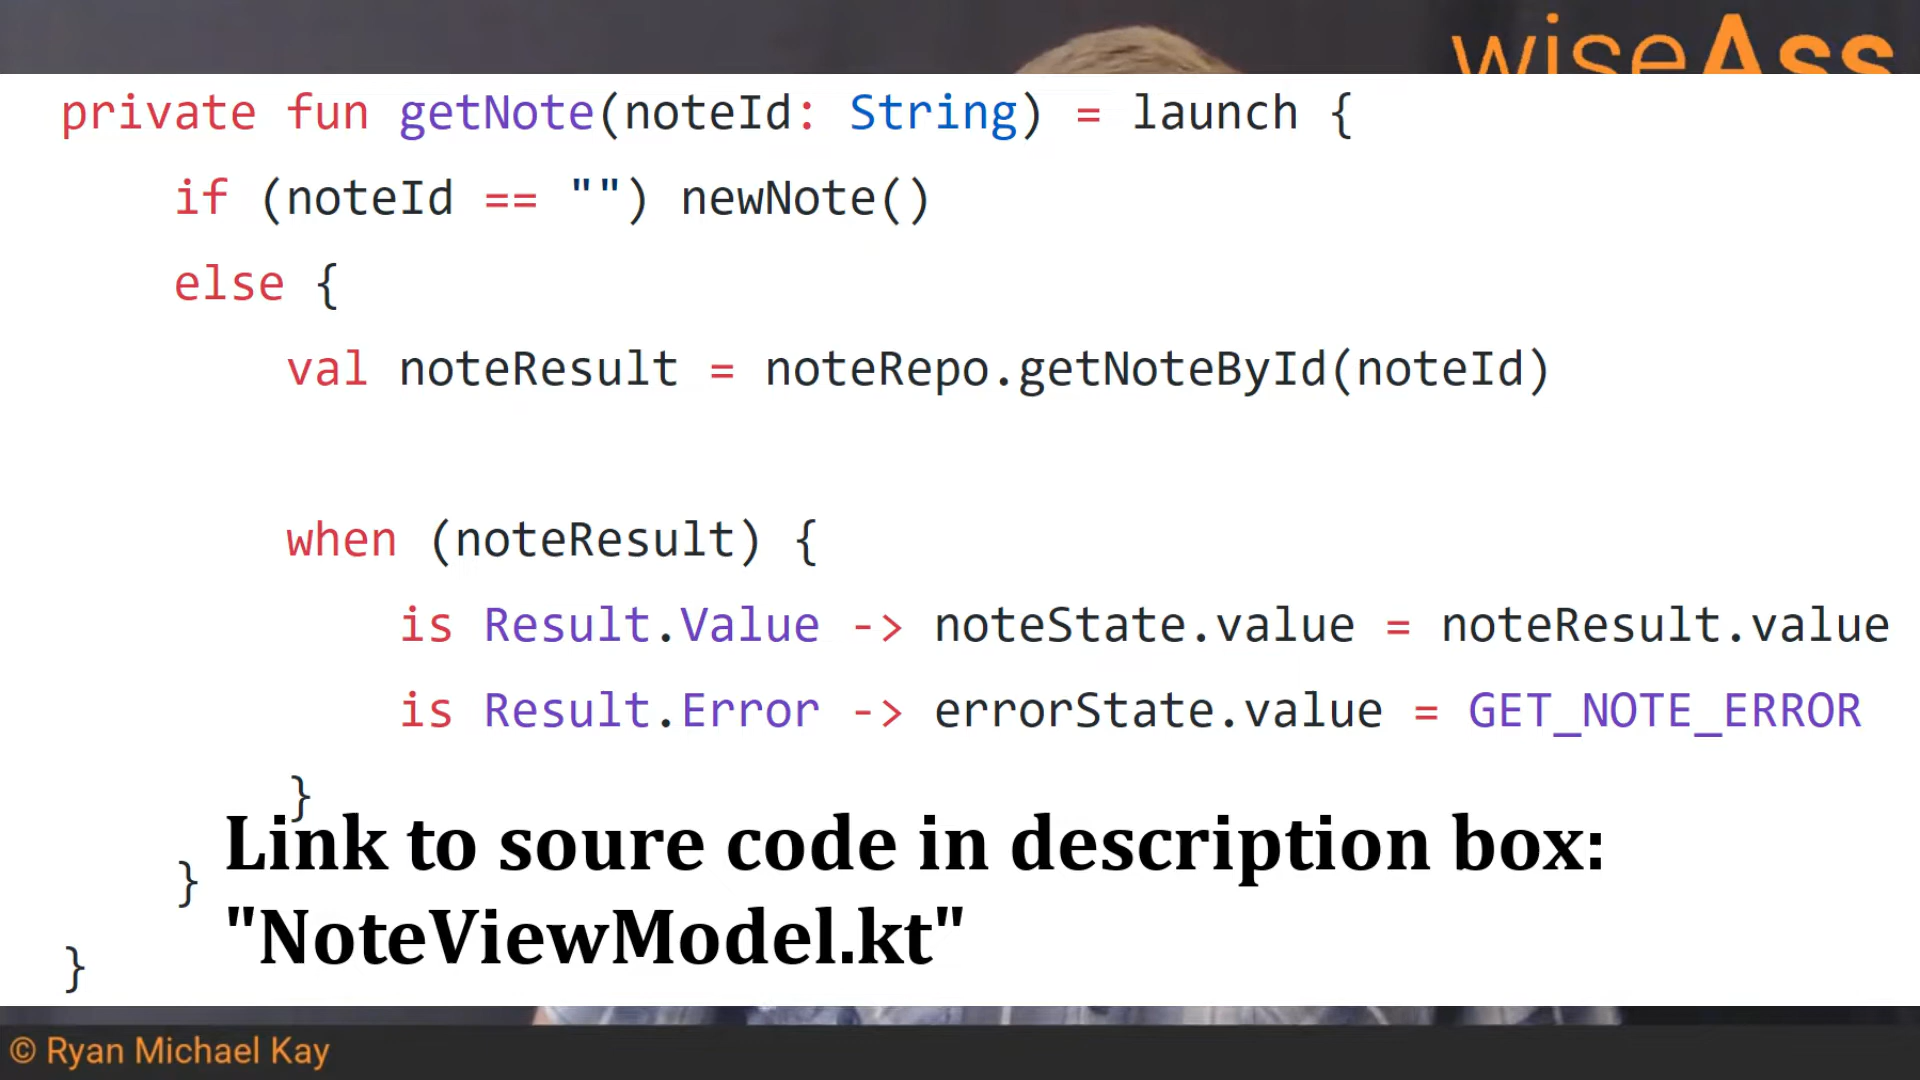 wiseAss
private fun getNote(noteId: String) = launch {
if (noteId == "") newNote()
else {
val noteResult = noteRepo.getNoteById(noteId)
when (noteResult) {
is Result.Value -> noteState.value = noteResult.value
is Result.Error -> errorState.value = GET_NOTE_ERROR
}
Link to soure code in description box:
}
"NoteViewModel.kt"
}
© Ryan Michael Kay